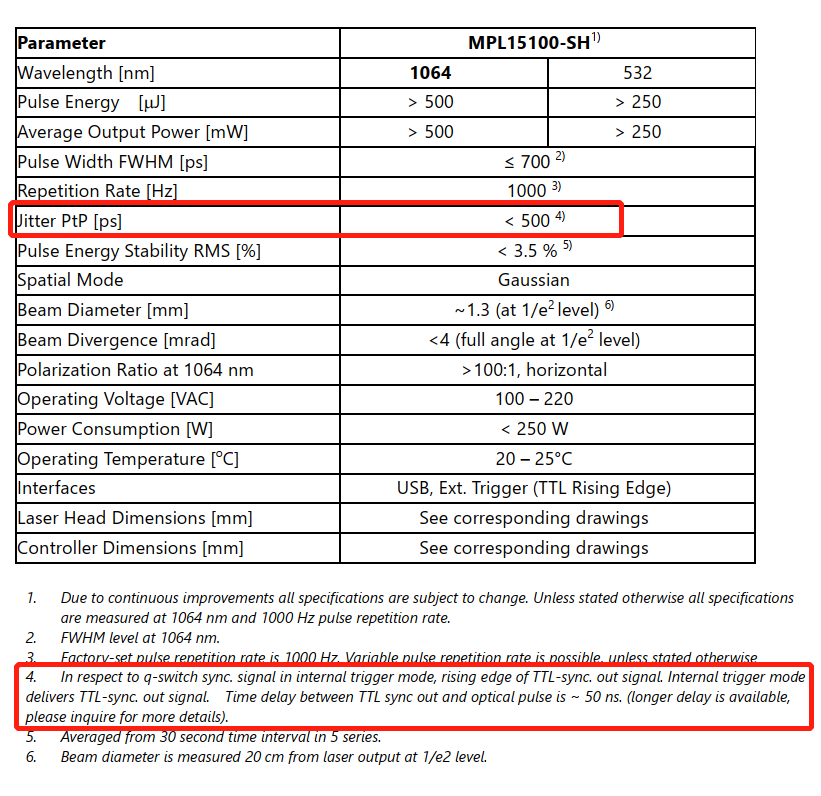 Parameter MPL15100-SH1)
Wavelength [nm] 1064 532
Pulse Energy [µJ] > 500 > 250
Average Output Power [mW] > 500 > 250
Pulse Width FWHM [ps] ≤ 700 2)
Repetition Rate [Hz] 1000 3)
Jitter PtP [ps] < 500 4)
Pulse Energy Stability RMS [%] < 3.5 % 5)
Spatial Mode Gaussian
Beam Diameter [mm] ~1.3 (at 1/e2 level) 6)
Beam Divergence [mrad] <4 (full angle at 1/e2 level)
Polarization Ratio at 1064 nm >100:1, horizontal
Operating Voltage [VAC] 100 – 220
Power Consumption [W] < 250 W
Operating Temperature [°C] 20 – 25°C
Interfaces USB, Ext. Trigger (TTL Rising Edge)
Laser Head Dimensions [mm] See corresponding drawings
Controller Dimensions [mm] See corresponding drawings
1. Due to continuous improvements all specifications are subject to change. Unless stated otherwise all specifications
are measured at 1064 nm and 1000 Hz pulse repetition rate.
2. FWHM level at 1064 nm.
3. Factory-set pulse repetition rate is 1000 Hz. Variable pulse repetition rate is possible, unless stated otherwise
4. In respect to q-switch sync. signal in internal trigger mode, rising edge of TTL-sync. out signal. Internal trigger mode
delivers TTL-sync. out signal. Time delay between TTL sync out and optical pulse is ~ 50 ns. (longer delay is available,
please inquire for more details).
5. Averaged from 30 second time interval in 5 series.
6. Beam diameter is measured 20 cm from laser output at 1/e2 level.